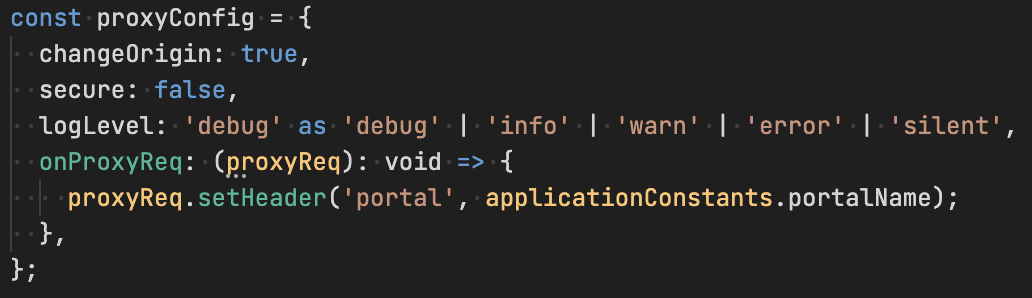 const proxyConfig = {
  changeOrigin: true,
  secure: false,
  logLevel: 'debug' as 'debug' | 'info' | 'warn' | 'error' | 'silent',
  onProxyReq: (proxyReq): void => {
    proxyReq.setHeader('portal', applicationConstants.portalName);
  },
};